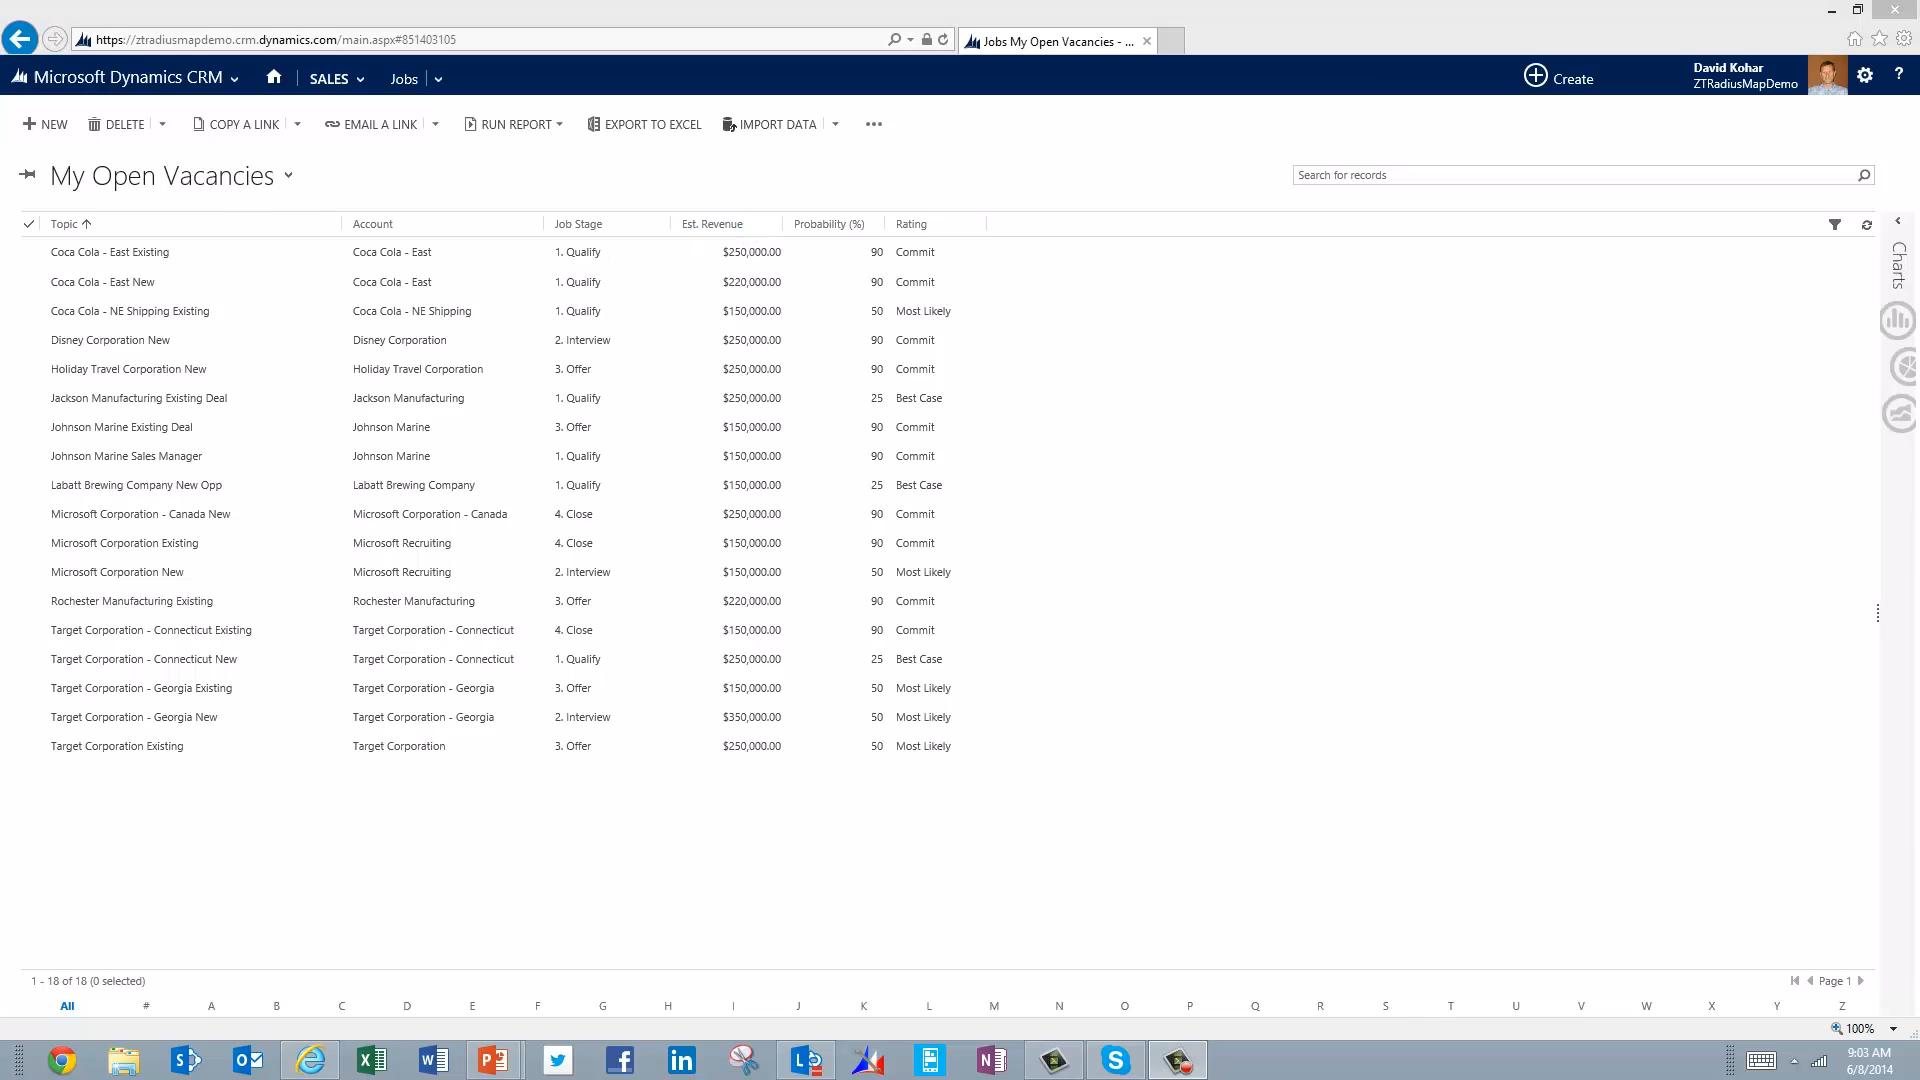 https://ztradiusmapdemo.crm.dynamics.com/main.aspx#851403105
Jobs My Open Vacancies - ...
Microsoft Dynamics CRM
SALES
Jobs
Create
David Kohar
ZTRadiusMapDemo
?
NEW
DELETE
COPY A LINK
EMAIL A LINK
RUN REPORT
EXPORT TO EXCEL
IMPORT DATA
My Open Vacancies
Search for records
Topic Account Job Stage Est. Revenue Probability (%) Rating
Coca Cola - East Existing Coca Cola - East 1. Qualify $250,000.00 90 Commit
Coca Cola - East New Coca Cola - East 1. Qualify $220,000.00 90 Commit
Coca Cola - NE Shipping Existing Coca Cola - NE Shipping 1. Qualify $150,000.00 50 Most Likely
Disney Corporation New Disney Corporation 2. Interview $250,000.00 90 Commit
Holiday Travel Corporation New Holiday Travel Corporation 3. Offer $250,000.00 90 Commit
Jackson Manufacturing Existing Deal Jackson Manufacturing 1. Qualify $250,000.00 25 Best Case
Johnson Marine Existing Deal Johnson Marine 3. Offer $150,000.00 90 Commit
Johnson Marine Sales Manager Johnson Marine 1. Qualify $150,000.00 90 Commit
Labatt Brewing Company New Opp Labatt Brewing Company 1. Qualify $150,000.00 25 Best Case
Microsoft Corporation - Canada New Microsoft Corporation - Canada 4. Close $250,000.00 90 Commit
Microsoft Corporation Existing Microsoft Recruiting 4. Close $150,000.00 90 Commit
Microsoft Corporation New Microsoft Recruiting 2. Interview $150,000.00 50 Most Likely
Rochester Manufacturing Existing Rochester Manufacturing 3. Offer $220,000.00 90 Commit
Target Corporation - Connecticut Existing Target Corporation - Connecticut 4. Close $150,000.00 90 Commit
Target Corporation - Connecticut New Target Corporation - Connecticut 1. Qualify $250,000.00 25 Best Case
Target Corporation - Georgia Existing Target Corporation - Georgia 3. Offer $150,000.00 50 Most Likely
Target Corporation - Georgia New Target Corporation - Georgia 2. Interview $350,000.00 50 Most Likely
Target Corporation Existing Target Corporation 3. Offer $250,000.00 50 Most Likely
Charts
1 - 18 of 18 (0 selected)
Page 1
All # A B C D E F G H I J K L M N O P Q R S T U V W X Y Z
100%
9:03 AM
6/8/2014